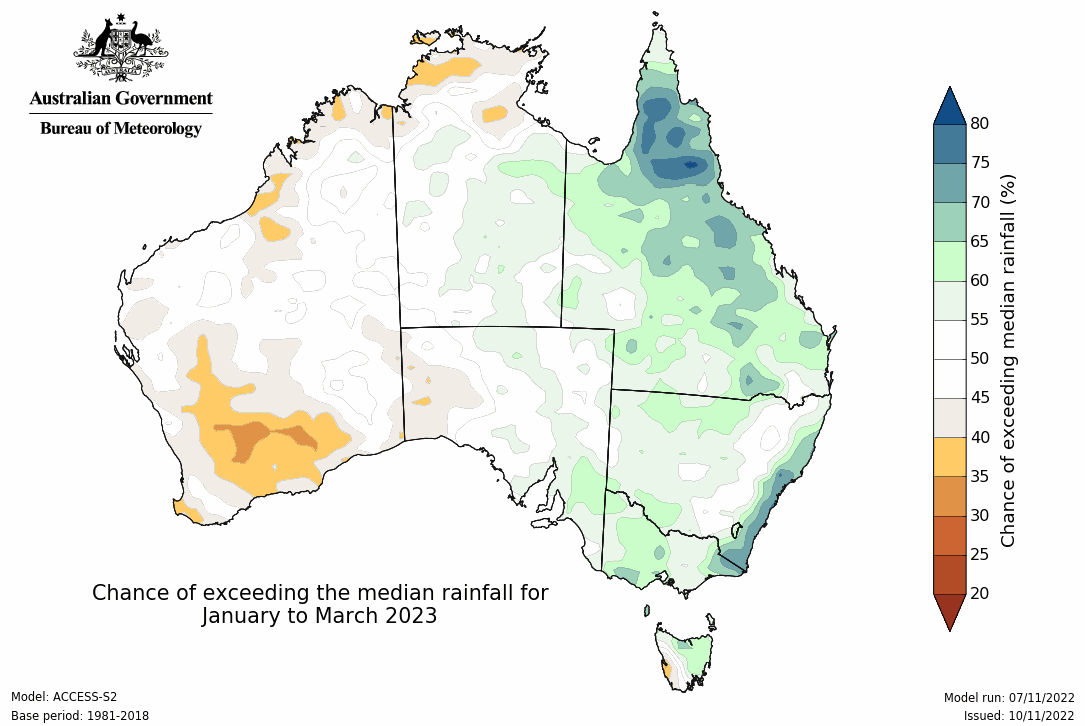 Australian Government
Bureau of Meteorology
80
75
70
65
60
55
50
45
40
35
30
25
20
Chance of exceeding median rainfall (%)
Chance of exceeding the median rainfall for
January to March 2023
Model: ACCESS-S2
Base period: 1981-2018
Model run: 07/11/2022
Issued: 10/11/2022